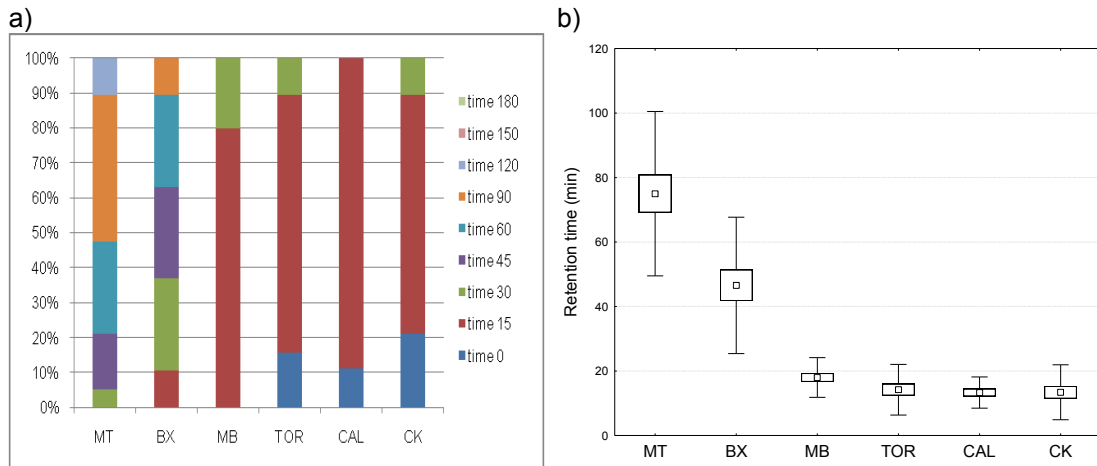 a)
100%
90%
80%
70%
60%
50%
40%
30%
20%
10%
0%
MT BX MB TOR CAL CK
time 180
time 150
time 120
time 90
time 60
time 45
time 30
time 15
time 0
b)
Retention time (min)
120
100
80
60
40
20
0
MT BX MB TOR CAL CK